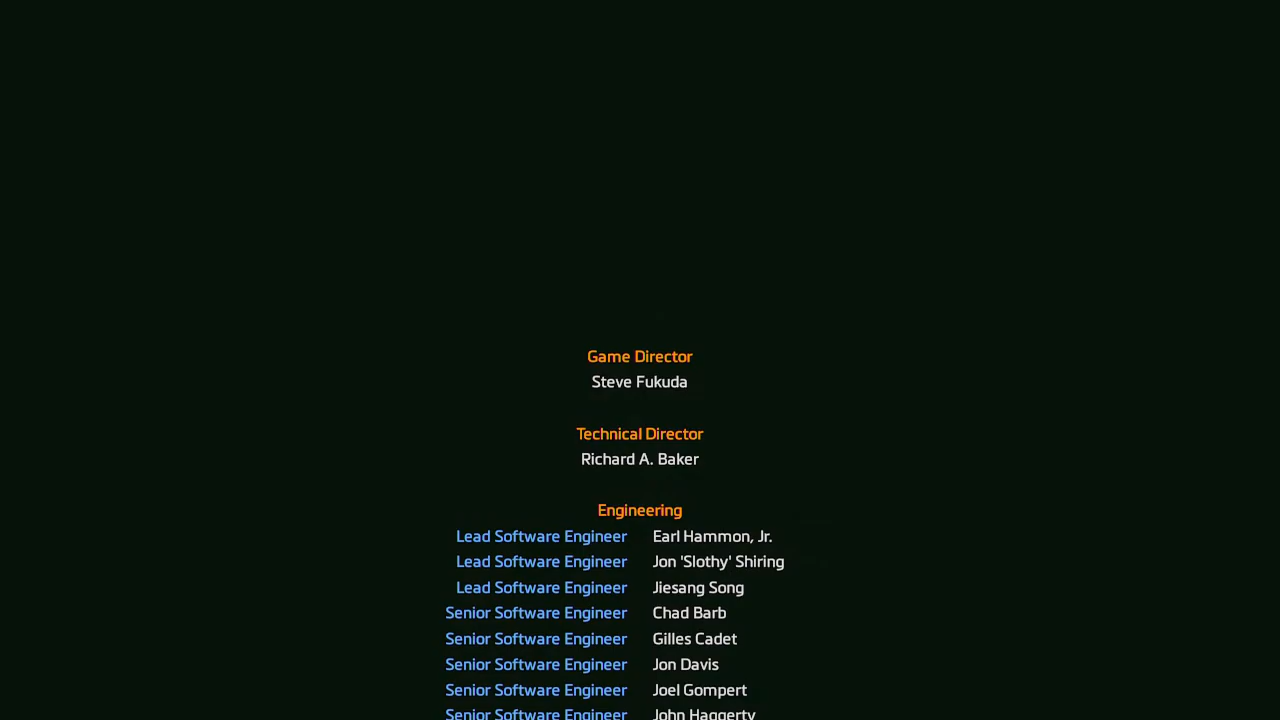 Game Director
Steve Fukuda
Technical Director
Richard A. Baker
Engineering
Lead Software Engineer Earl Hammon, Jr.
Lead Software Engineer Jon 'Slothy' Shiring
Lead Software Engineer Jiesang Song
Senior Software Engineer Chad Barb
Senior Software Engineer Gilles Cadet
Senior Software Engineer Jon Davis
Senior Software Engineer Joel Gompert
Senior Software Engineer John Haggerty